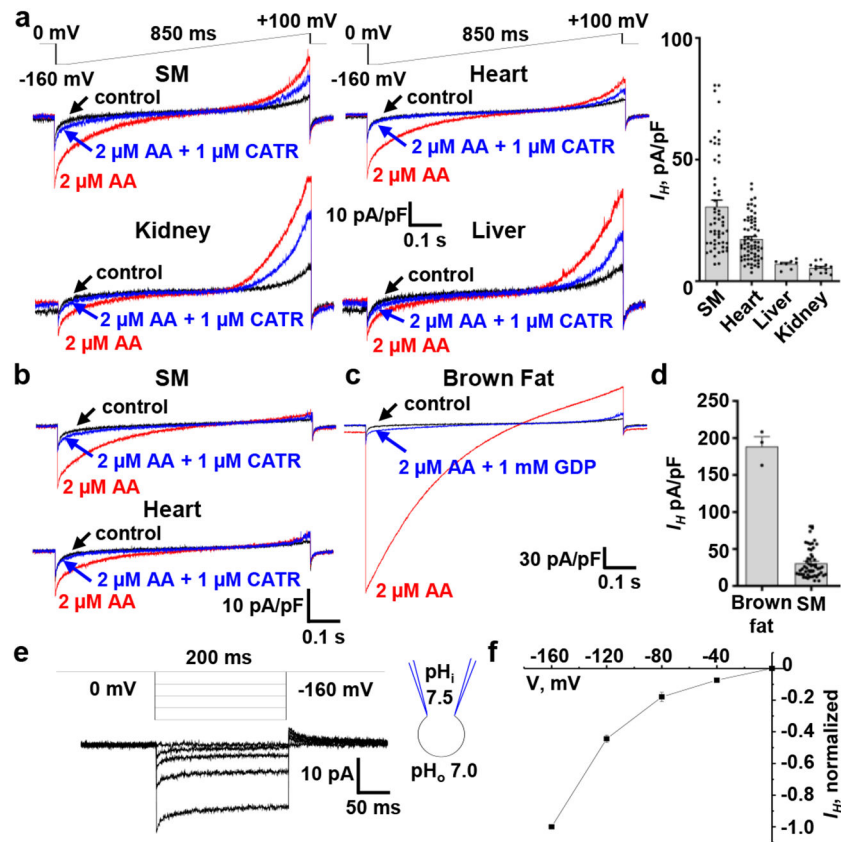 a
0 mV
850 ms
+100 mV
-160 mV
SM
control
2 µM AA + 1 µM CATR
2 µM AA
0 mV
850 ms
+100 mV
-160 mV
Heart
control
2 µM AA + 1 µM CATR
2 µM AA
10 pA/pF
0.1 s
Kidney
control
2 µM AA + 1 µM CATR
2 µM AA
Liver
control
2 µM AA + 1 µM CATR
2 µM AA
100
50
0
I_H, pA/pF
SM
Heart
Liver
Kidney
b
SM
control
2 µM AA + 1 µM CATR
2 µM AA
Heart
control
2 µM AA + 1 µM CATR
2 µM AA
10 pA/pF
0.1 s
c
Brown Fat
control
2 µM AA + 1 mM GDP
2 µM AA
30 pA/pF
0.1 s
d
250
200
150
100
50
0
I_H pA/pF
Brown
fat
SM
e
200 ms
0 mV
-160 mV
10 pA
50 ms
pHi
7.5
pHo 7.0
f
-160
-120
-80
-40
0
V, mV
-0.2
-0.4
-0.6
-0.8
-1.0
I_H, normalized